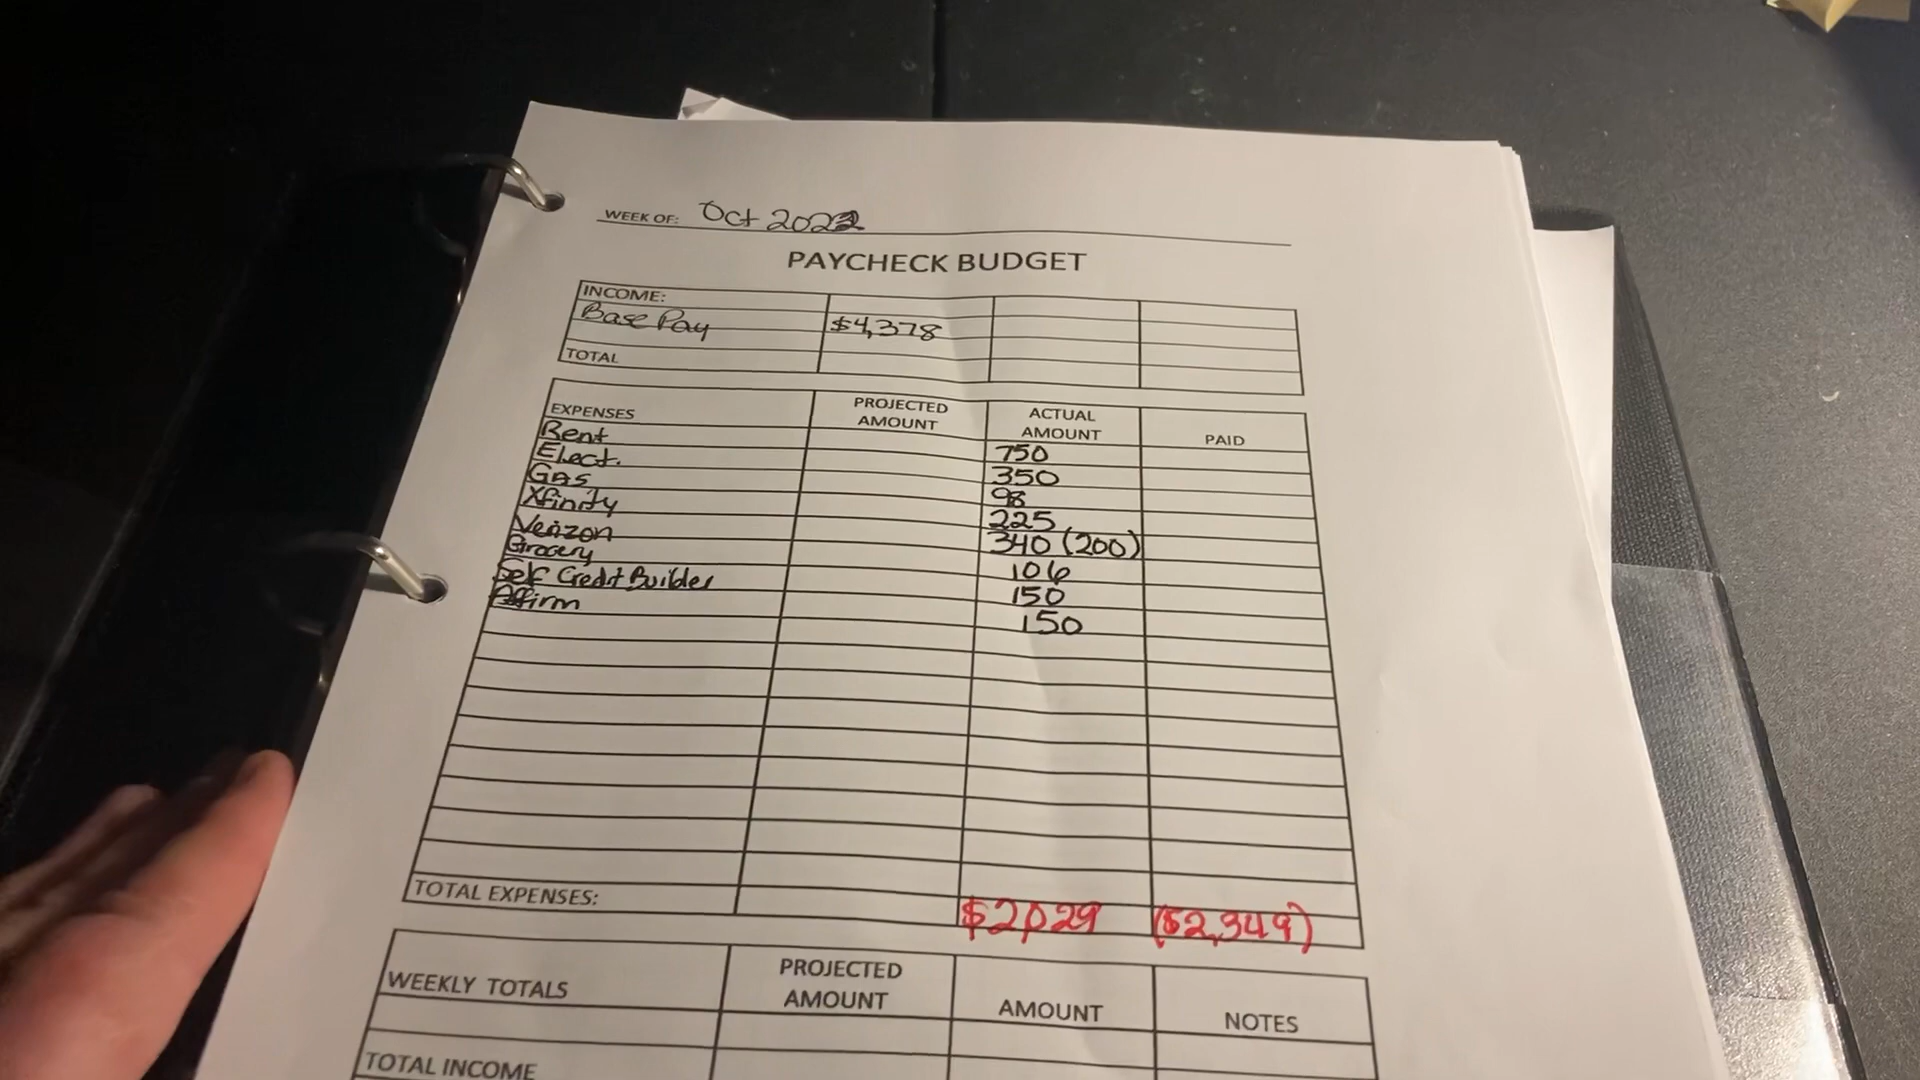 WEEK OF: Oct 2022
PAYCHECK BUDGET
INCOME:
Base Pay $4,378
TOTAL
EXPENSES PROJECTED AMOUNT ACTUAL AMOUNT PAID
Rent 750
Elect. 350
GAS 98
Xfinity 225
Verizon 340 (200)
Grocery 106
Self Credit Builder 150
Affirm 150
TOTAL EXPENSES: $2,029 ($2,349)
WEEKLY TOTALS PROJECTED AMOUNT AMOUNT NOTES
TOTAL INCOME